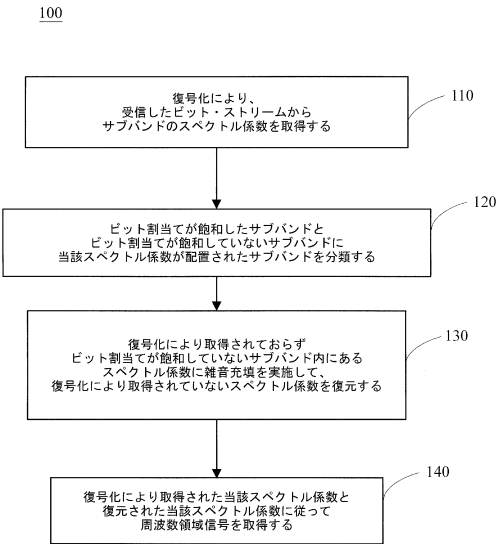 100
復号化により、
受信したビット・ストリームから
サブバンドのスペクトル係数を取得する
110
ビット割当てが飽和したサブバンドと
ビット割当てが飽和していないサブバンドに
当該スペクトル係数が配置されたサブバンドを分類する
120
復号化により取得されておらず
ビット割当てが飽和していないサブバンド内にある
スペクトル係数に雑音充填を実施して、
復号化により取得されていないスペクトル係数を復元する
130
復号化により取得された当該スペクトル係数と
復元された当該スペクトル係数に従って
周波数領域信号を取得する
140